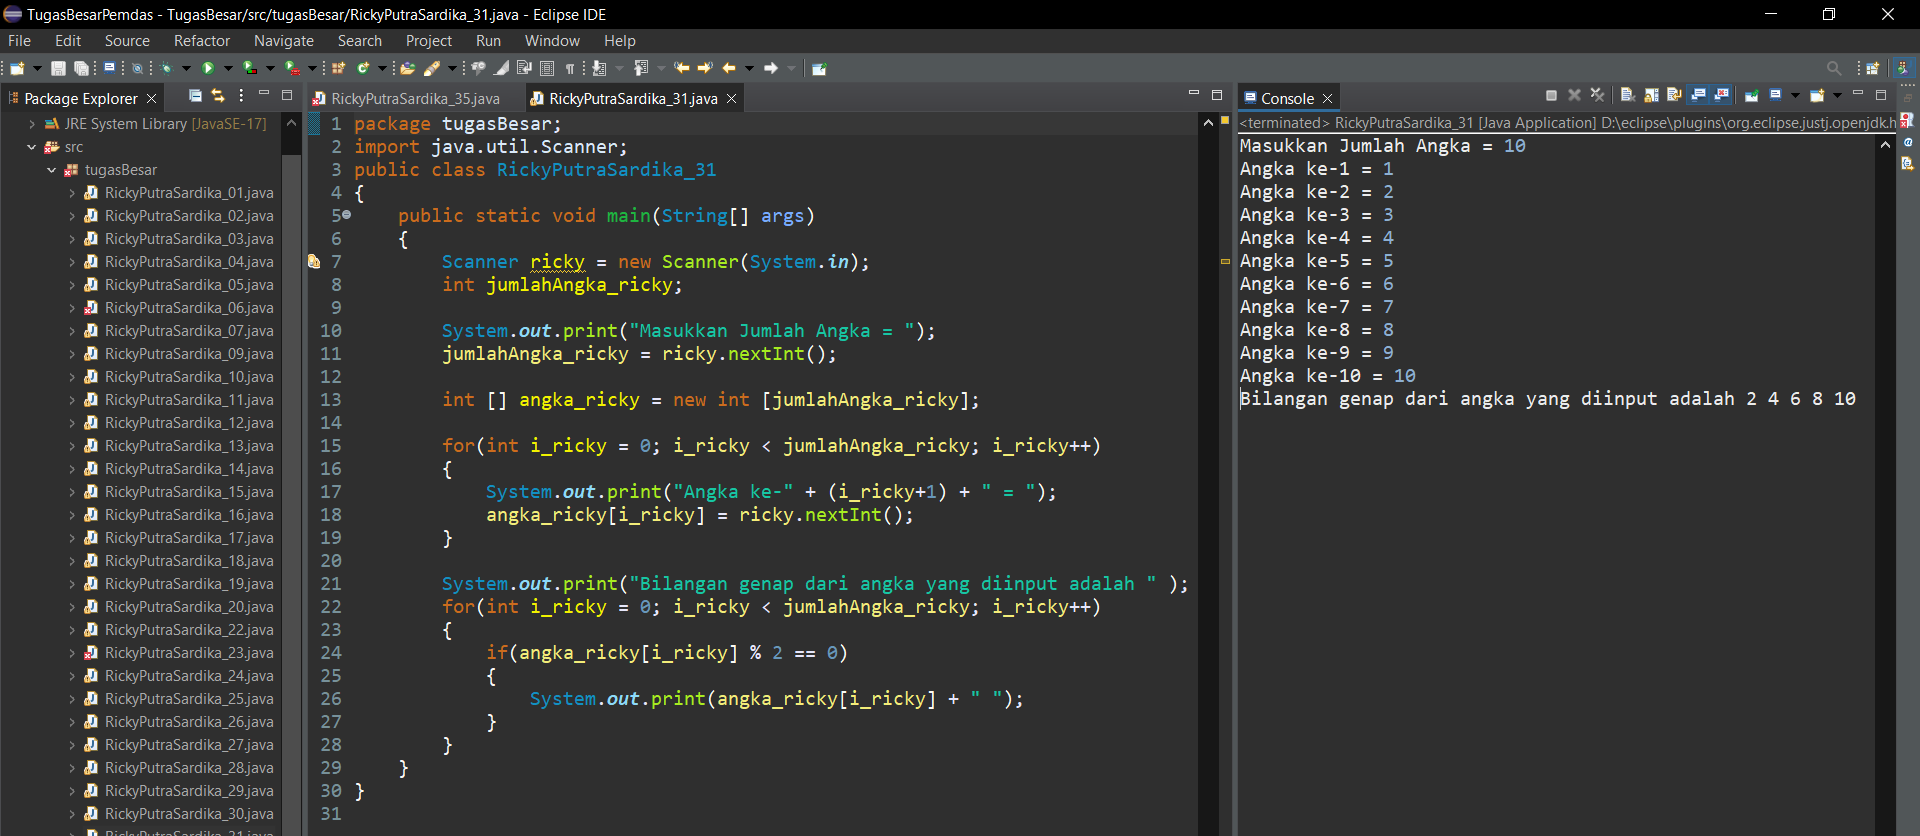 TugasBesarPemdas - TugasBesar/src/tugasBesar/RickyPutraSardika_31.java - Eclipse IDE
File Edit Source Refactor Navigate Search Project Run Window Help
Package Explorer
JRE System Library [JavaSE-17]
src
tugasBesar
RickyPutraSardika_01.java
RickyPutraSardika_02.java
RickyPutraSardika_03.java
RickyPutraSardika_04.java
RickyPutraSardika_05.java
RickyPutraSardika_06.java
RickyPutraSardika_07.java
RickyPutraSardika_09.java
RickyPutraSardika_10.java
RickyPutraSardika_11.java
RickyPutraSardika_12.java
RickyPutraSardika_13.java
RickyPutraSardika_14.java
RickyPutraSardika_15.java
RickyPutraSardika_16.java
RickyPutraSardika_17.java
RickyPutraSardika_18.java
RickyPutraSardika_19.java
RickyPutraSardika_20.java
RickyPutraSardika_22.java
RickyPutraSardika_23.java
RickyPutraSardika_24.java
RickyPutraSardika_25.java
RickyPutraSardika_26.java
RickyPutraSardika_27.java
RickyPutraSardika_28.java
RickyPutraSardika_29.java
RickyPutraSardika_30.java
RickyPutraSardika_35.java RickyPutraSardika_31.java
1 package tugasBesar;
2 import java.util.Scanner;
3 public class RickyPutraSardika_31
4 {
5 public static void main(String[] args)
6 {
7 Scanner ricky = new Scanner(System.in);
8 int jumlahAngka_ricky;
9
10 System.out.print("Masukkan Jumlah Angka = ");
11 jumlahAngka_ricky = ricky.nextInt();
12
13 int [] angka_ricky = new int [jumlahAngka_ricky];
14
15 for(int i_ricky = 0; i_ricky < jumlahAngka_ricky; i_ricky++)
16 {
17 System.out.print("Angka ke-" + (i_ricky+1) + " = ");
18 angka_ricky[i_ricky] = ricky.nextInt();
19 }
20
21 System.out.print("Bilangan genap dari angka yang diinput adalah " );
22 for(int i_ricky = 0; i_ricky < jumlahAngka_ricky; i_ricky++)
23 {
24 if(angka_ricky[i_ricky] % 2 == 0)
25 {
26 System.out.print(angka_ricky[i_ricky] + " ");
27 }
28 }
29 }
30 }
31
Console
<terminated> RickyPutraSardika_31 [Java Application] D:\eclipse\plugins\org.eclipse.justj.openjdk.h
Masukkan Jumlah Angka = 10
Angka ke-1 = 1
Angka ke-2 = 2
Angka ke-3 = 3
Angka ke-4 = 4
Angka ke-5 = 5
Angka ke-6 = 6
Angka ke-7 = 7
Angka ke-8 = 8
Angka ke-9 = 9
Angka ke-10 = 10
Bilangan genap dari angka yang diinput adalah 2 4 6 8 10